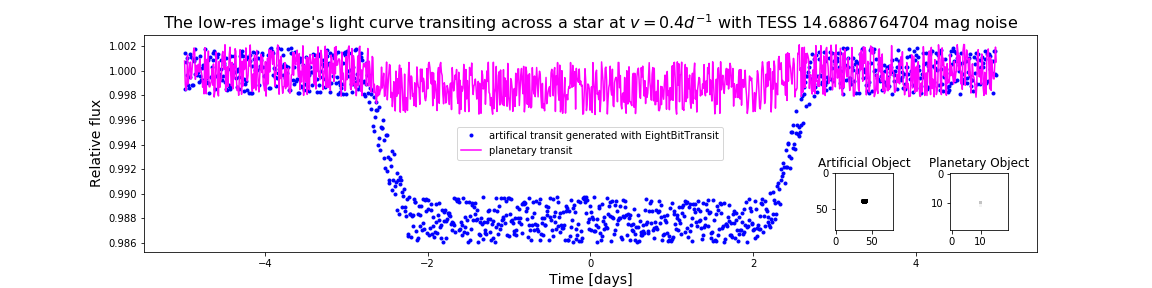 The low-res image's light curve transiting across a star at v = 0.4d⁻¹ with TESS 14.6886764704 mag noise
Relative flux
1.002
1.000
0.998
0.996
0.994
0.992
0.990
0.988
0.986
artifical transit generated with EightBitTransit
planetary transit
Artificial Object
0
50
0 50
Planetary Object
0
10
0 10
−4 −2 0 2 4
Time [days]